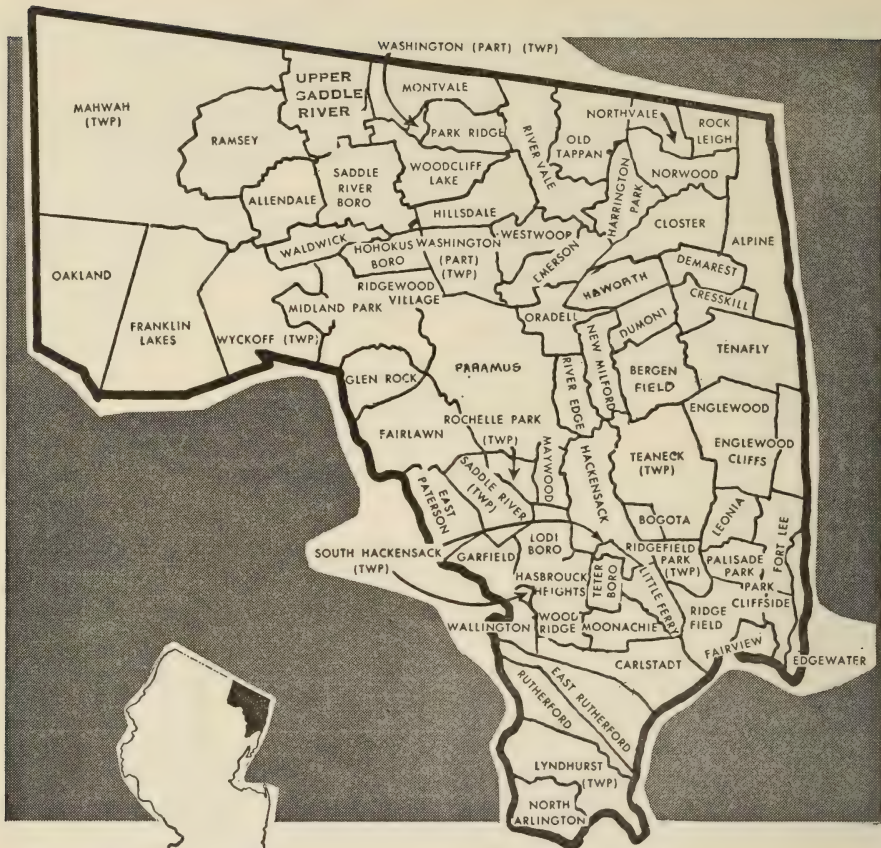 WASHINGTON (PART) (TWP)
MAHWAH
(TWP)
UPPER
SADDLE
RIVER
MONTVALE
RAMSEY
PARK RIDGE
RIVER VALE
OLD
TAPPAN
NORTHVALE
ROCK
LEIGH
NORWOOD
HARRINGTON
PARK
ALLENDALE
SADDLE
RIVER
BORO
WOODCLIFF
LAKE
HILLSDALE
CLOSTER
ALPINE
WALDWICK
HOHOKUS
BORO
WASHINGTON
(PART)
(TWP)
WESTWOOD
EMERSON
HAWORTH
DEMAREST
CRESSKILL
OAKLAND
FRANKLIN
LAKES
WYCKOFF (TWP)
MIDLAND PARK
RIDGEWOOD
VILLAGE
ORADELL
DUMONT
NEW MILFORD
TENAFLY
GLEN ROCK
PARAMUS
RIVER EDGE
BERGEN
FIELD
ENGLEWOOD
ENGLEWOOD
CLIFFS
FAIRLAWN
ROCHELLE PARK
(TWP)
MAYWOOD
HACKENSACK
TEANECK
(TWP)
SADDLE RIVER
(TWP)
EAST
PATERSON
BOGOTA
LEONIA
FORT LEE
SOUTH HACKENSACK
(TWP)
GARFIELD
LODI
BORO
RIDGEFIELD
PARK
(TWP)
PALISADE
PARK
HASBROUCK
HEIGHTS
TETER
BORO
LITTLE FERRY
RIDGE
FIELD
CLIFFSIDE
PARK
WALLINGTON
WOOD
RIDGE
MOONACHIE
CARLSTADT
FAIRVIEW
EDGEWATER
RUTHERFORD
EAST RUTHERFORD
LYNDHURST
(TWP)
NORTH
ARLINGTON